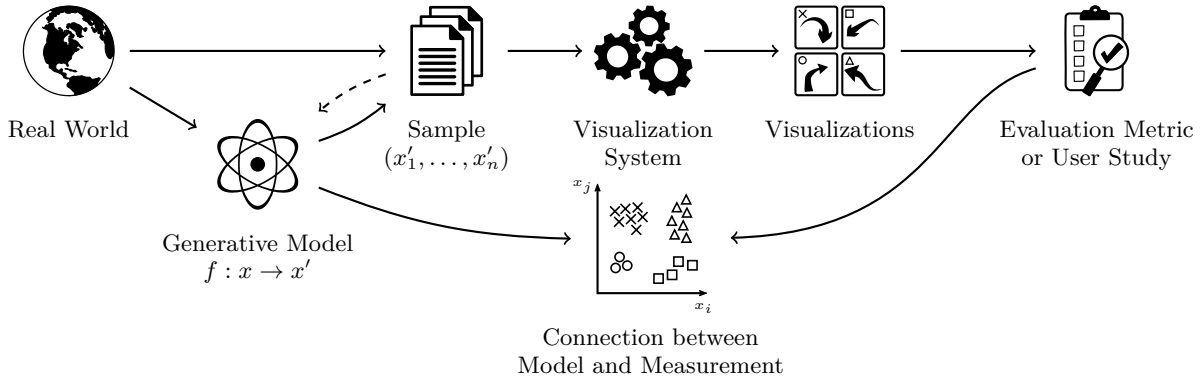 Real World
Sample
(x′₁, . . . , x′ₙ)
Visualization
System
Visualizations
Evaluation Metric
or User Study
Generative Model
f : x → x′
xⱼ
xᵢ
Connection between
Model and Measurement